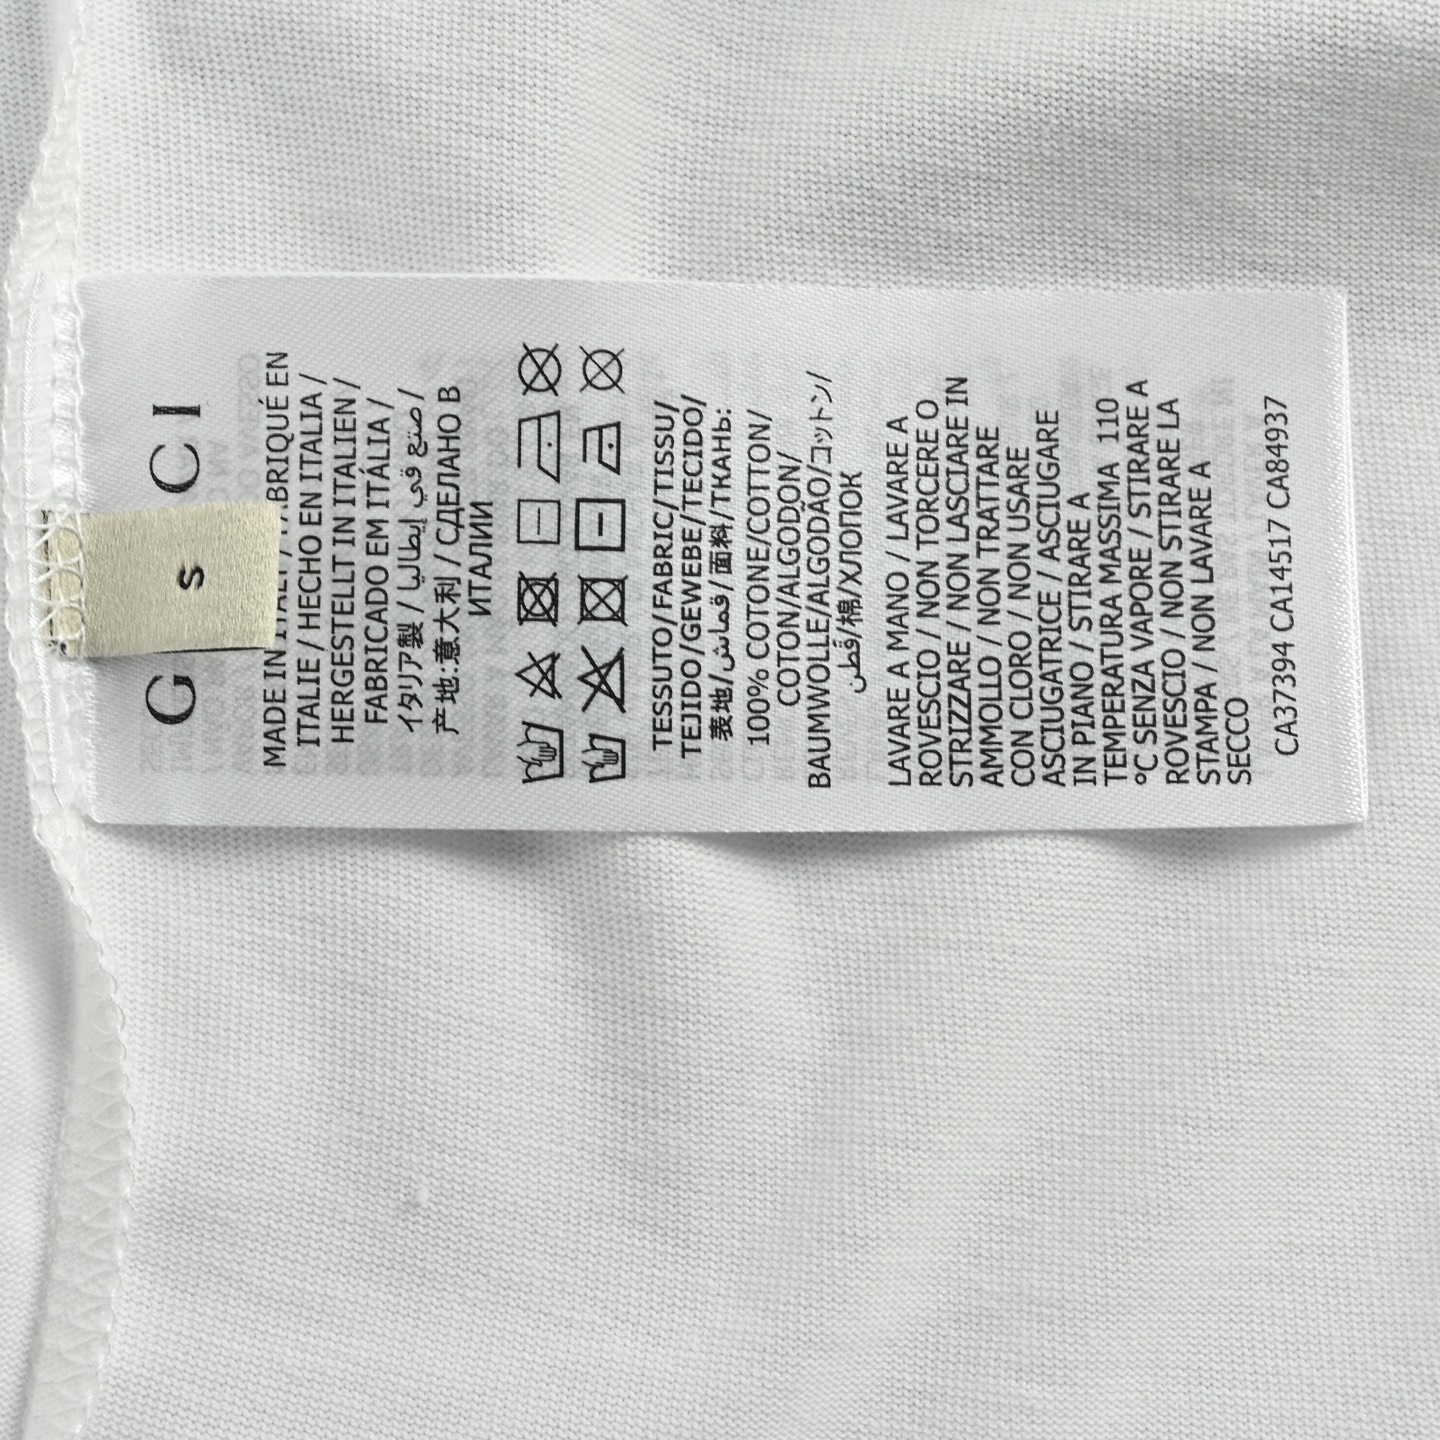 G CI
S
MADE IN ITALY / FABRIQUÉ EN
ITALIE / HECHO EN ITALIA /
HERGESTELLT IN ITALIEN /
FABRICADO EM ITÁLIA /
イタリア製 / صنع في إيطاليا /
产地:意大利 / СДЕЛАНО В
ИТАЛИИ
TESSUTO/FABRIC/TISSU/
TEJIDO/GEWEBE/TECIDO/
表地/قماش/面料/ТКАНЬ:
100% COTONE/COTTON/
COTON/ALGODÓN/
BAUMWOLLE/ALGODÃO/コットン/
قطن/棉/ХЛОПОК
LAVARE A MANO / LAVARE A
ROVESCIO / NON TORCERE O
STRIZZARE / NON LASCIARE IN
AMMOLLO / NON TRATTARE
CON CLORO / NON USARE
ASCIUGATRICE / ASCIUGARE
IN PIANO / STIRARE A
TEMPERATURA MASSIMA 110
°C SENZA VAPORE / STIRARE A
ROVESCIO / NON STIRARE LA
STAMPA / NON LAVARE A
SECCO
CA37394 CA14517 CA84937